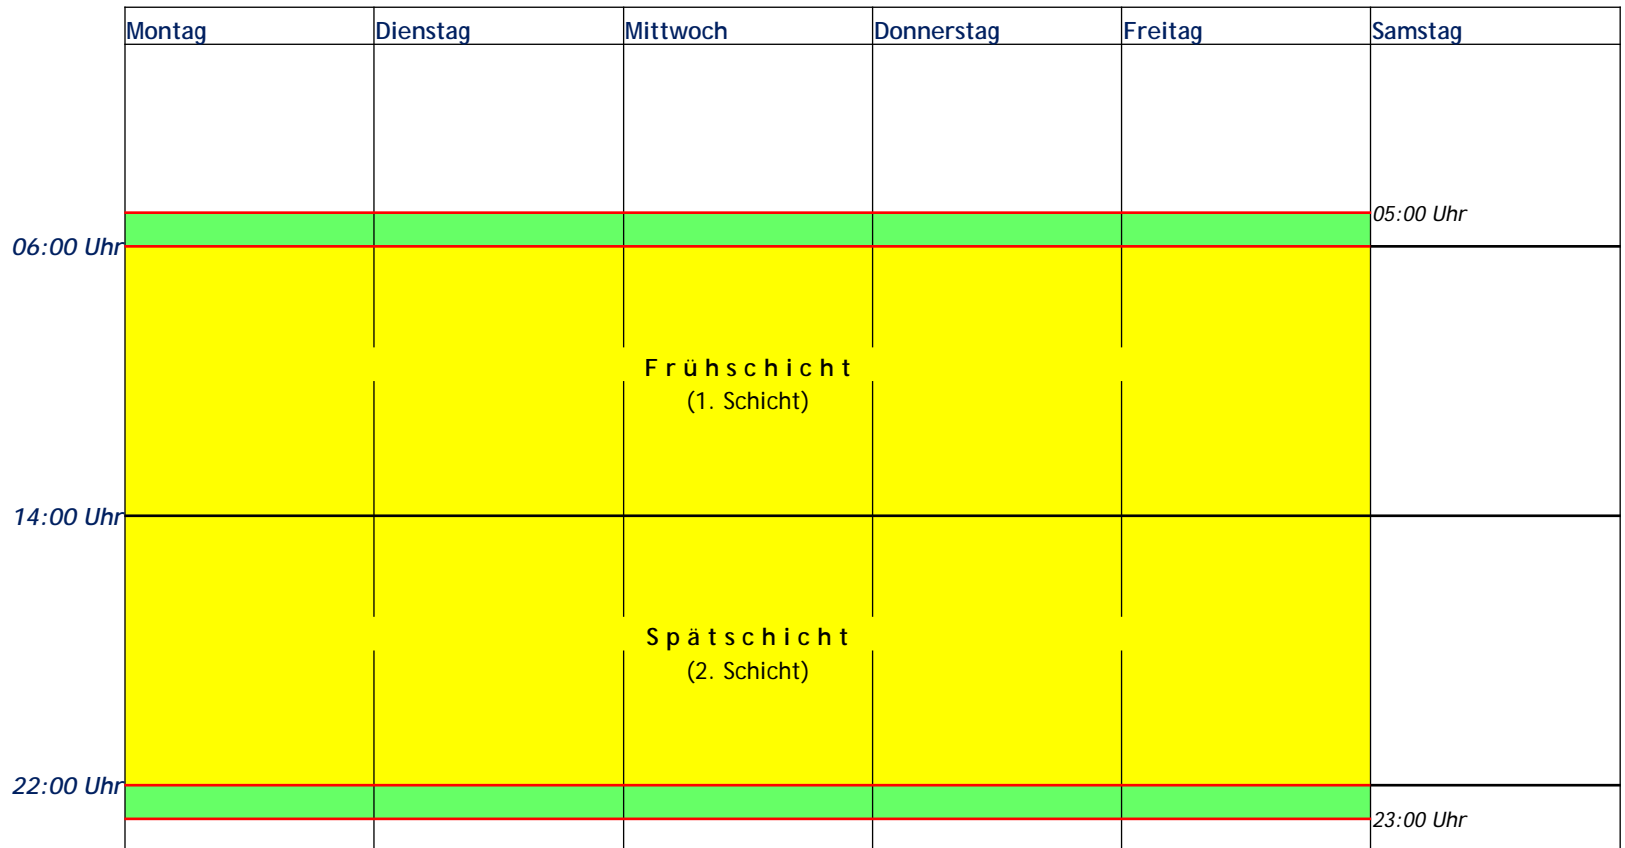 Montag Dienstag Mittwoch Donnerstag Freitag Samstag
05:00 Uhr
06:00 Uhr
Frühschicht
(1. Schicht)
14:00 Uhr
Spätschicht
(2. Schicht)
22:00 Uhr
23:00 Uhr